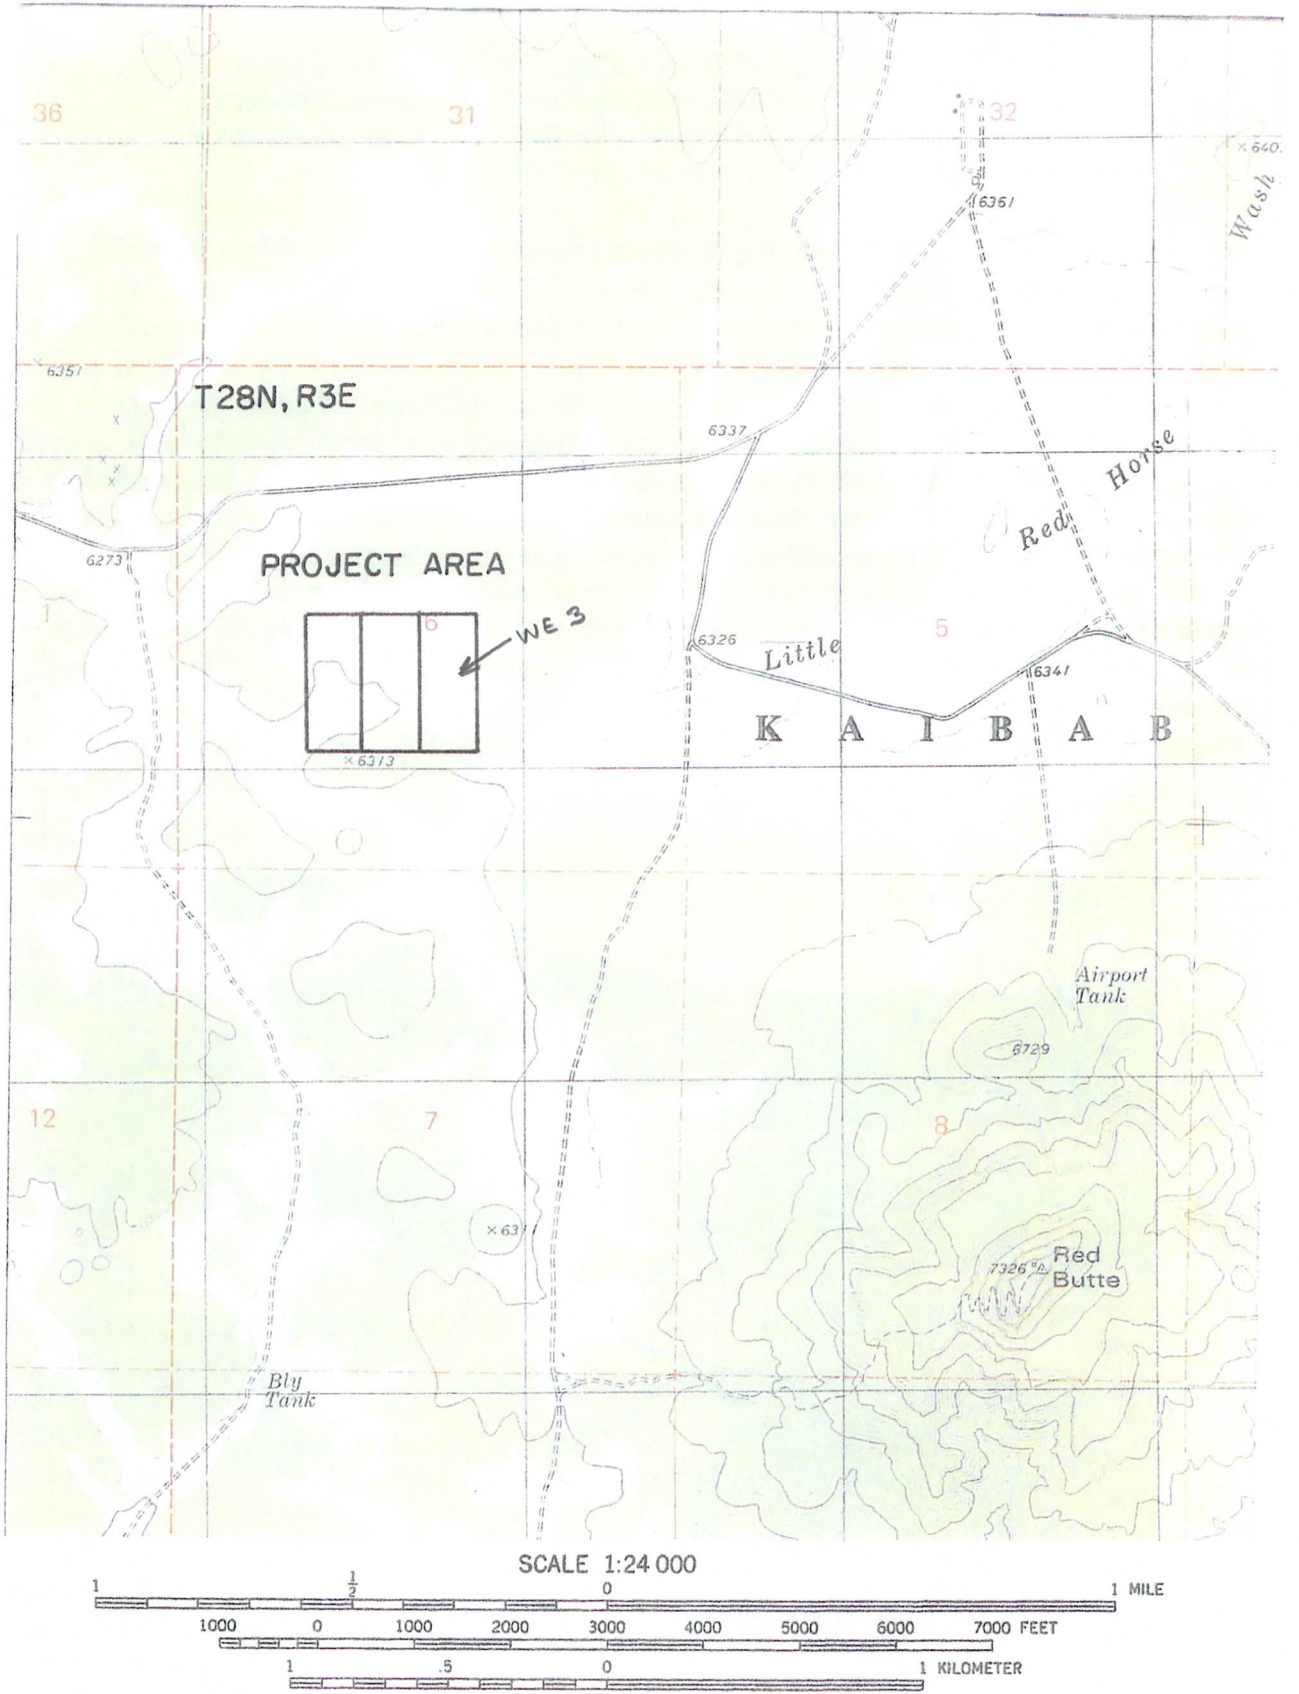 36
31
32
×640
Wash
6361
×6351
T28N, R3E
6337
Horse
Red
6273
PROJECT AREA
1
6
WE 3
5
6326
Little
6341
K A I B A B
×6313
Airport
Tank
6729
12
7
8
×631
7326
Red
Butte
Bly
Tank
SCALE 1:24 000
1 1/2 0 1 MILE
1000 0 1000 2000 3000 4000 5000 6000 7000 FEET
1 .5 0 1 KILOMETER